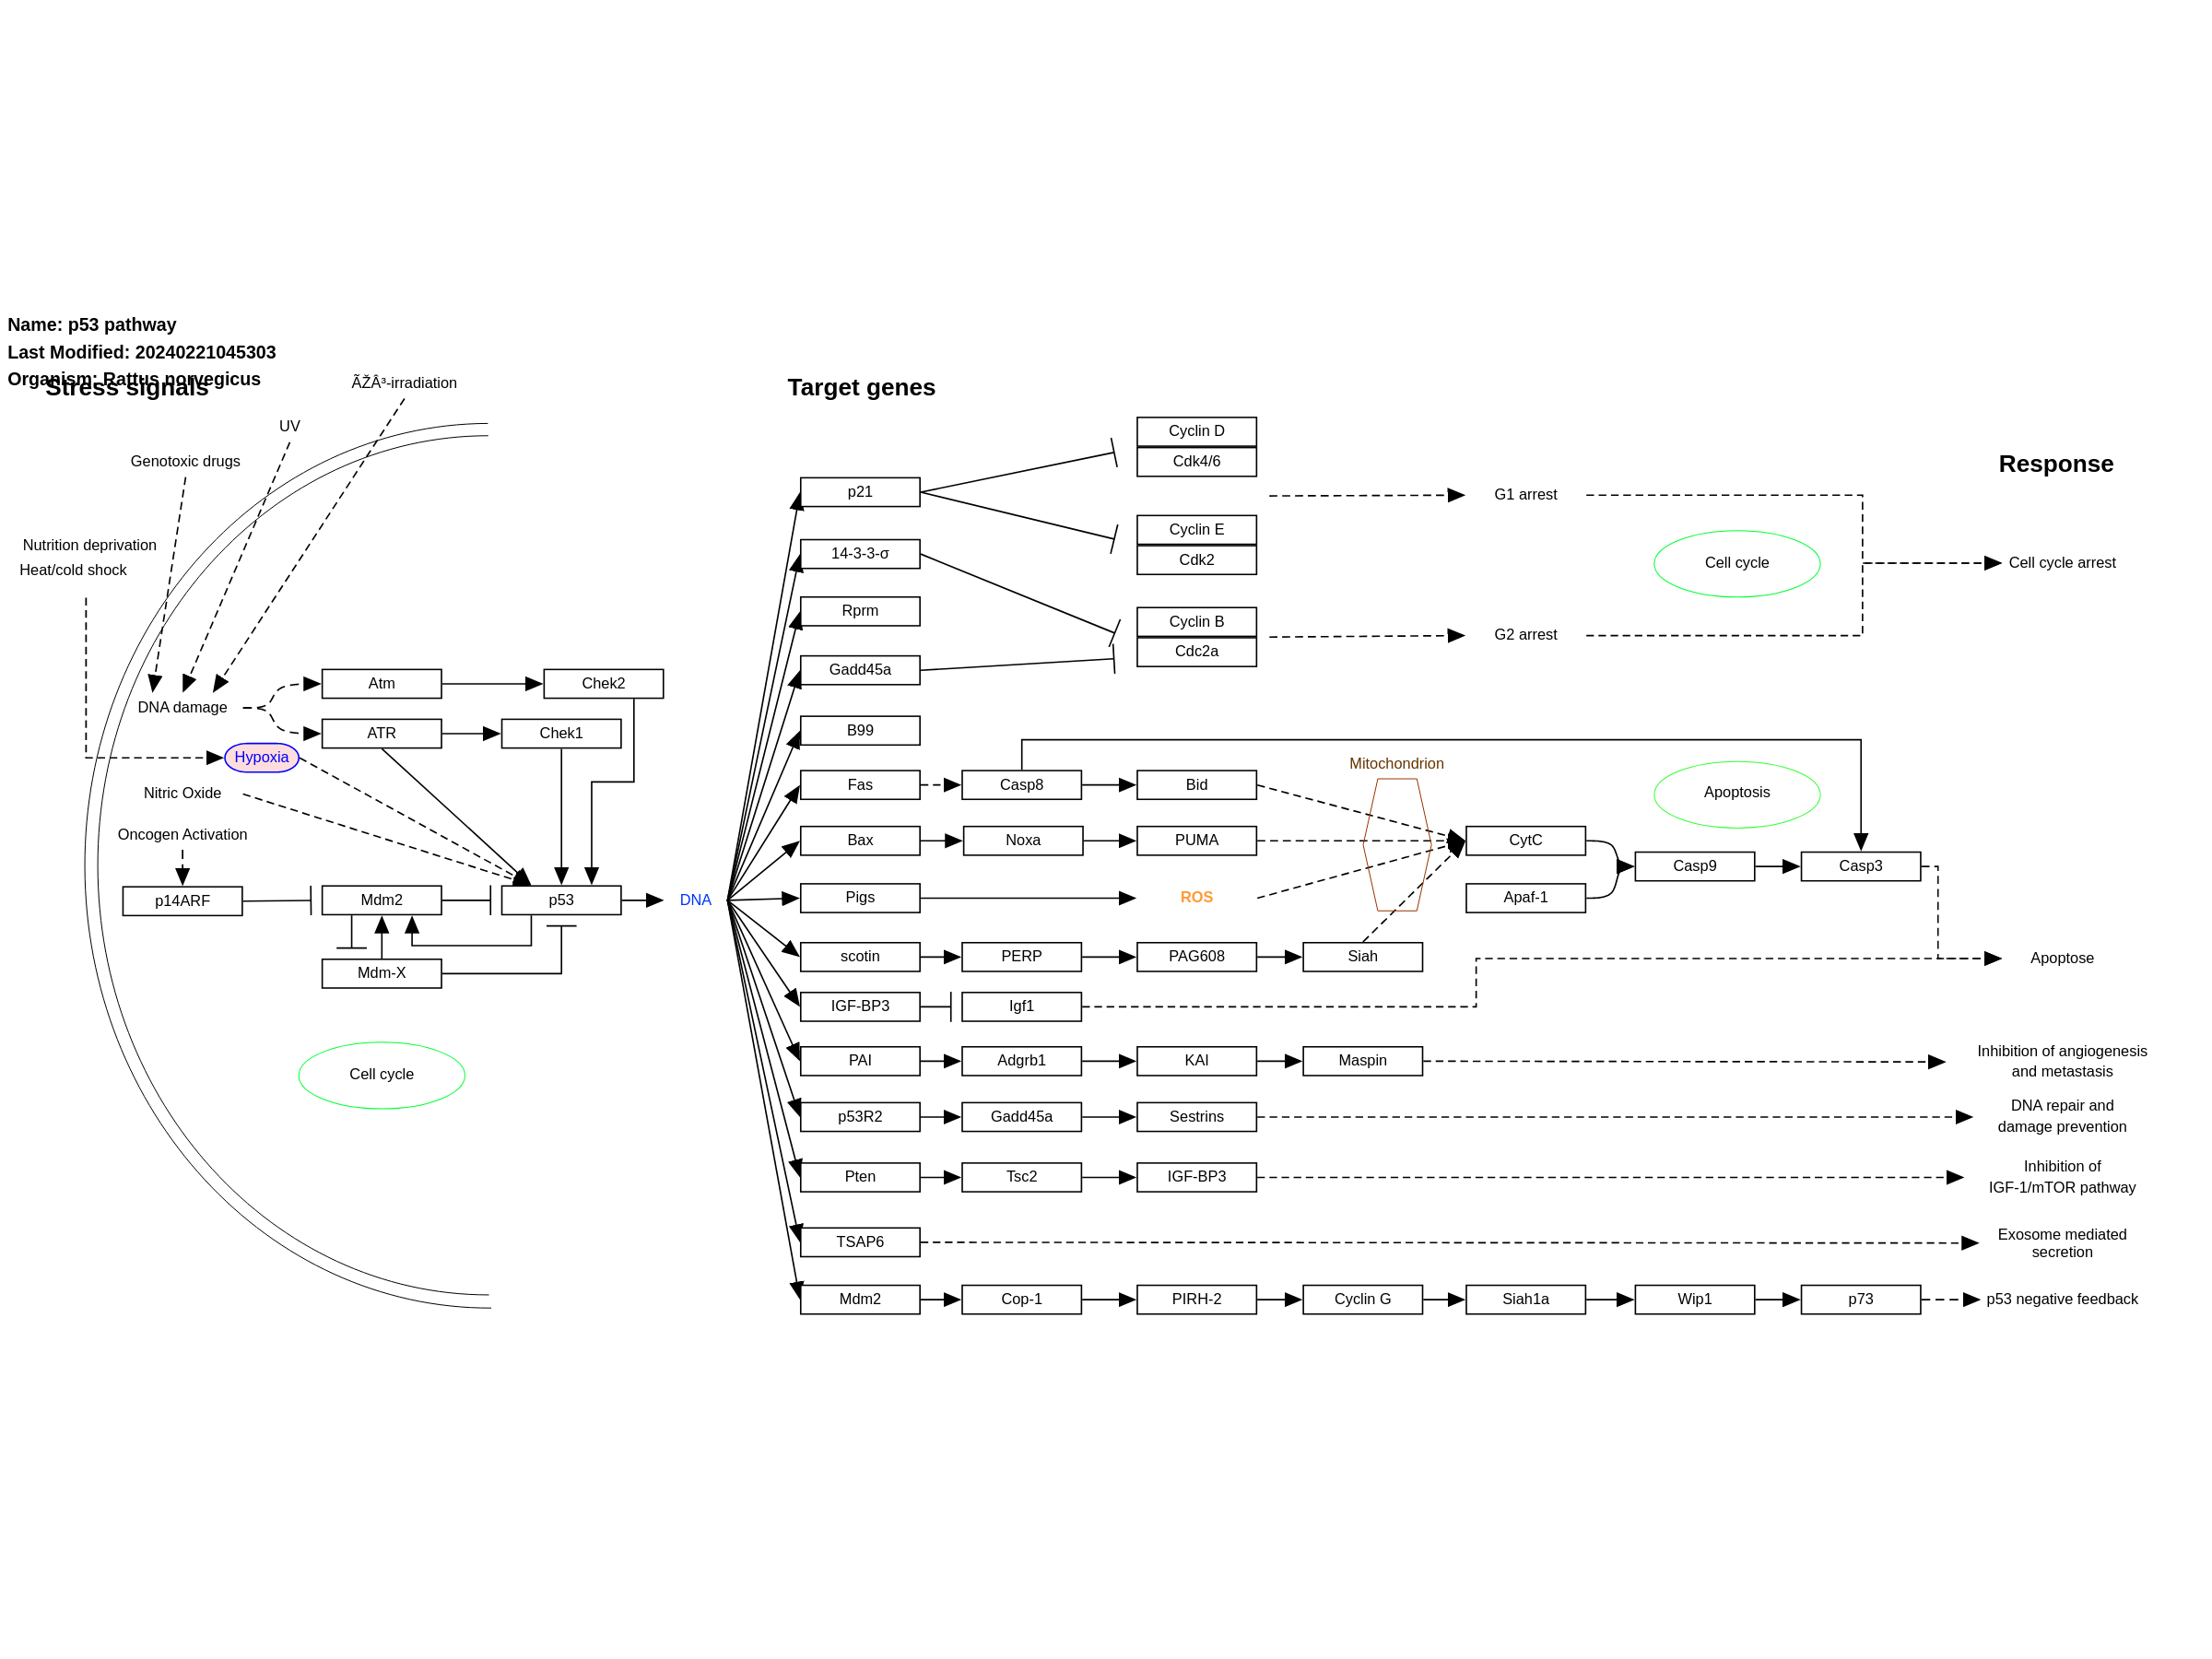 Name: p53 pathway
Last Modified: 20240221045303
Organism: Rattus norvegicus
Stress signals
ÃŽÂ³-irradiation
Target genes
UV
Genotoxic drugs
Response
Nutrition deprivation
Heat/cold shock
Cyclin D
Cdk4/6
p21
G1 arrest
Cyclin E
Cdk2
14-3-3-σ
Cell cycle
Cell cycle arrest
Rprm
Cyclin B
Cdc2a
G2 arrest
Gadd45a
Atm
Chek2
DNA damage
ATR
Chek1
B99
Hypoxia
Mitochondrion
Nitric Oxide
Fas
Casp8
Bid
Apoptosis
Oncogen Activation
Bax
Noxa
PUMA
CytC
Casp9
Casp3
p14ARF
Mdm2
p53
DNA
Pigs
ROS
Apaf-1
scotin
PERP
PAG608
Siah
Apoptose
Mdm-X
IGF-BP3
Igf1
Cell cycle
PAI
Adgrb1
KAI
Maspin
Inhibition of angiogenesis
and metastasis
p53R2
Gadd45a
Sestrins
DNA repair and
damage prevention
Pten
Tsc2
IGF-BP3
Inhibition of
IGF-1/mTOR pathway
TSAP6
Exosome mediated
secretion
Mdm2
Cop-1
PIRH-2
Cyclin G
Siah1a
Wip1
p73
p53 negative feedback